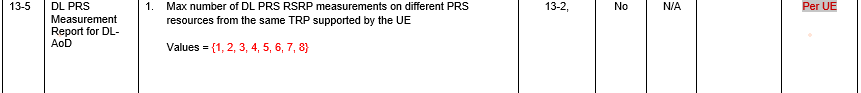 13-5 DL PRS 1. Max number of DL PRS RSRP measurements on different PRS 13-2, No N/A Per UE
Measurement resources from the same TRP supported by the UE
Report for DL-
AoD Values = {1, 2, 3, 4, 5, 6, 7, 8}